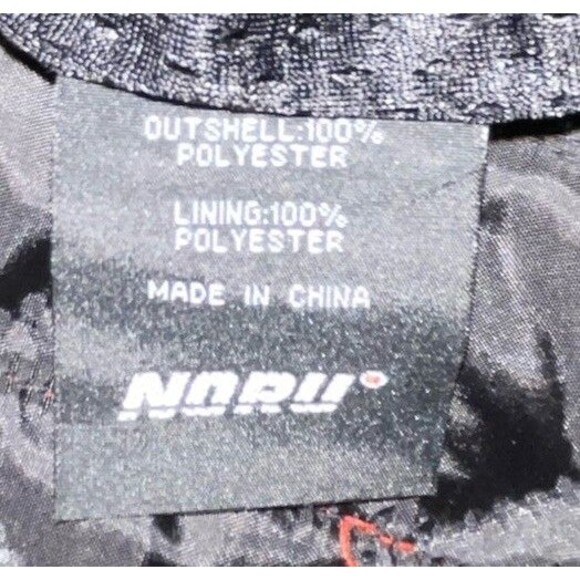 OUTSHELL:100%
POLYESTER
LINING:100%
POLYESTER
MADE IN CHINA
NORU